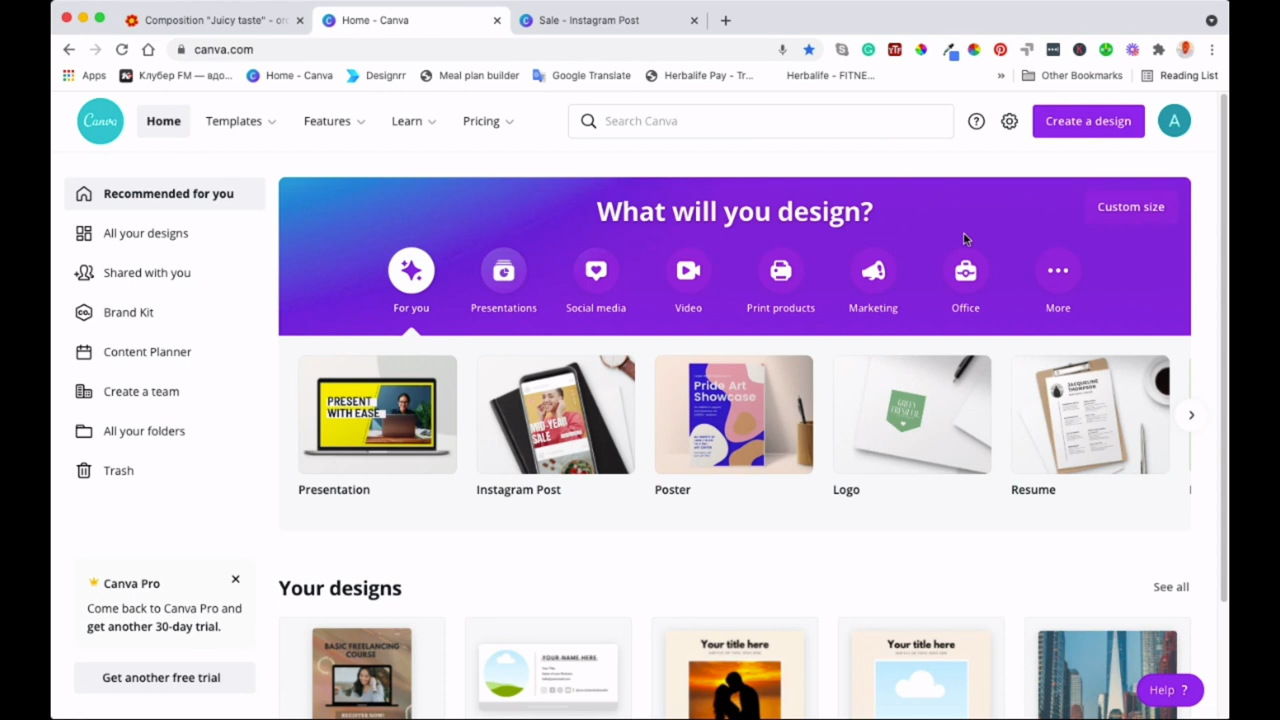 Composition "Juicy taste" - or
Home - Canva
Sale - Instagram Post
canva.com
Apps
Клубер FM — вдо...
Home - Canva
Designrr
Meal plan builder
Google Translate
Herbalife Pay - Tr...
Herbalife - FITNE...
»
Other Bookmarks
Reading List
Canva
Home
Templates
Features
Learn
Pricing
Search Canva
Create a design
A
Recommended for you
All your designs
Shared with you
Brand Kit
Content Planner
Create a team
All your folders
Trash
What will you design?
Custom size
For you
Presentations
Social media
Video
Print products
Marketing
Office
More
PRESENT
WITH EASE
MID-YEAR
SALE
Pride Art
Showcase
GREEN
JACQUELINE
THOMPSON
Presentation
Instagram Post
Poster
Logo
Resume
Canva Pro
Come back to Canva Pro and
get another 30-day trial.
Get another free trial
Your designs
See all
BASIC FREELANCING
COURSE
REGISTER NOW!
YOUR NAME HERE
Your title here
Your title here
Help ?